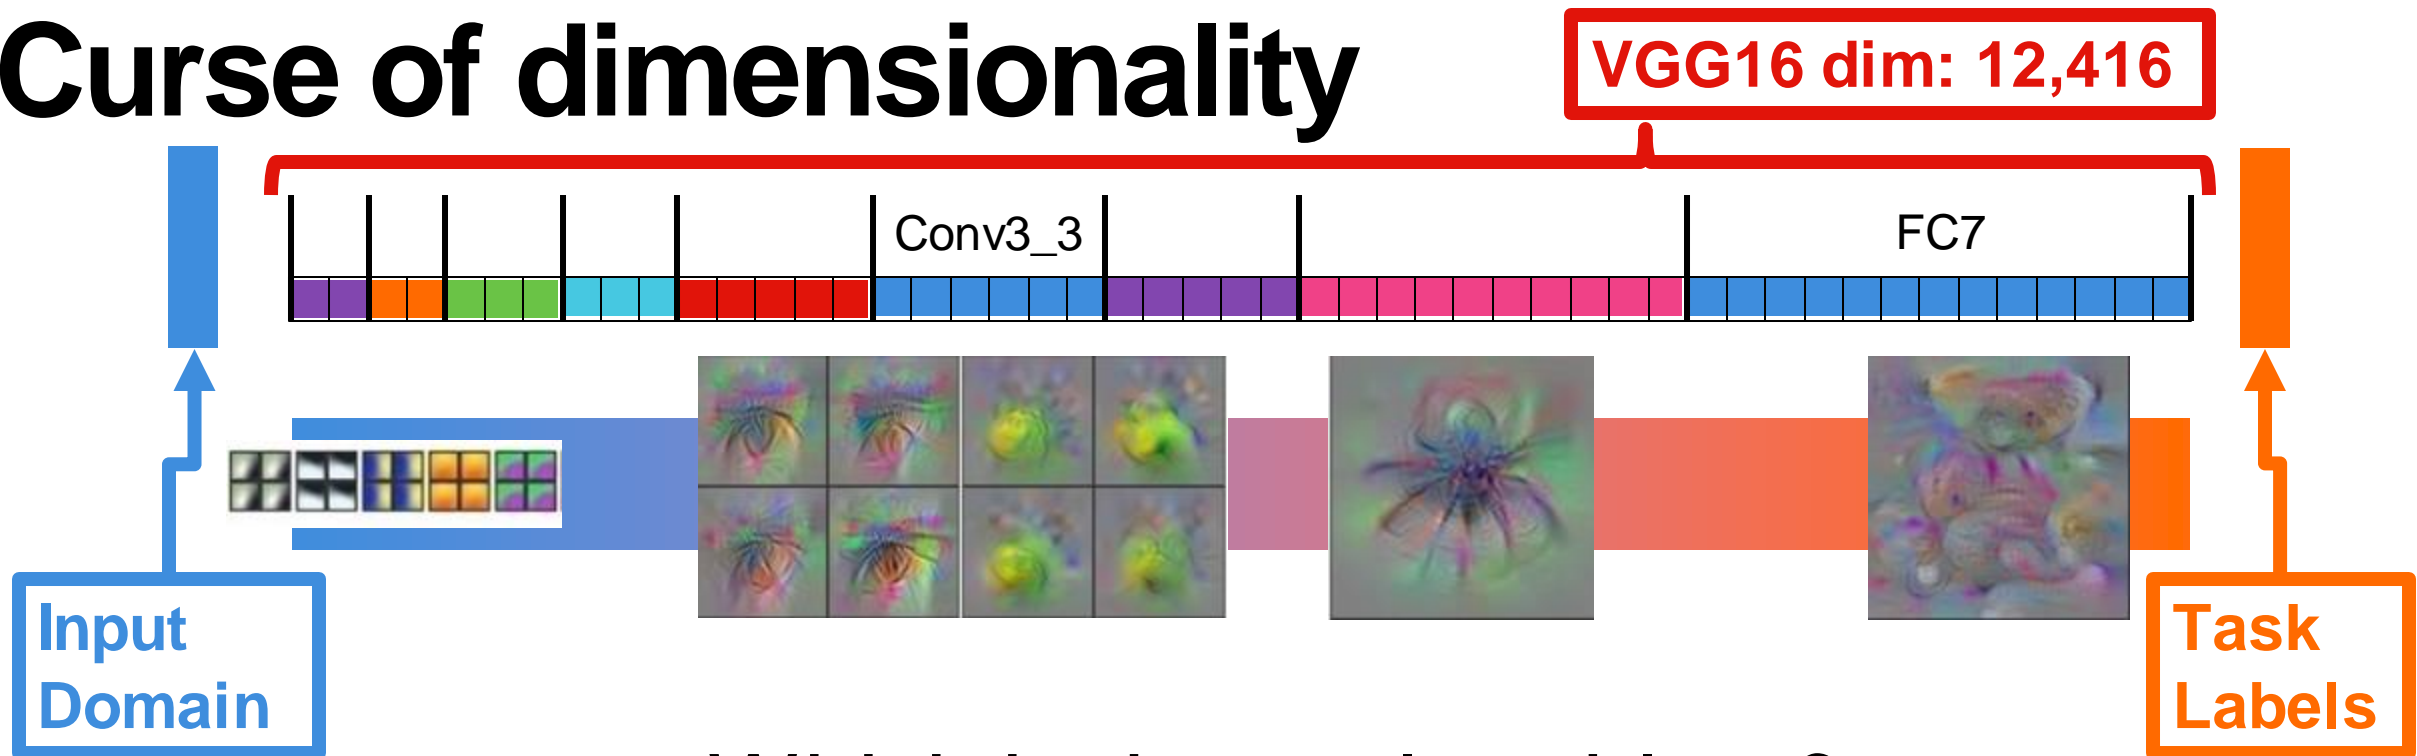 Curse of dimensionality
VGG16 dim: 12,416
Conv3_3
FC7
Input
Domain
Task
Labels